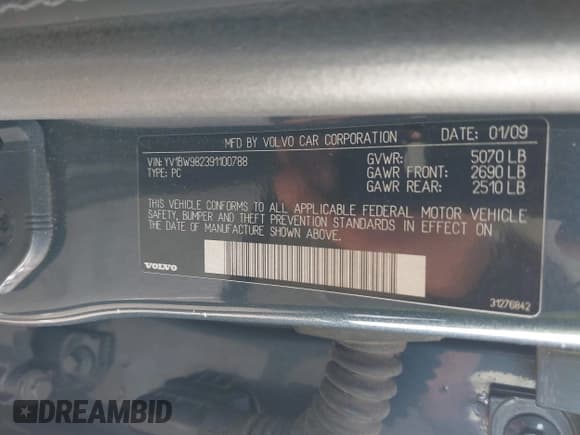 MFD BY VOLVO CAR CORPORATION DATE: 01/09
VIN: YV1BW982391100788 GVWR: 5070 LB
TYPE: PC GAWR FRONT: 2690 LB
GAWR REAR: 2510 LB
THIS VEHICLE CONFORMS TO ALL APPLICABLE FEDERAL MOTOR VEHICLE
SAFETY, BUMPER AND THEFT PREVENTION STANDARDS IN EFFECT ON
THE DATE OF MANUFACTURE SHOWN ABOVE.
VOLVO
31276842
DREAMBID